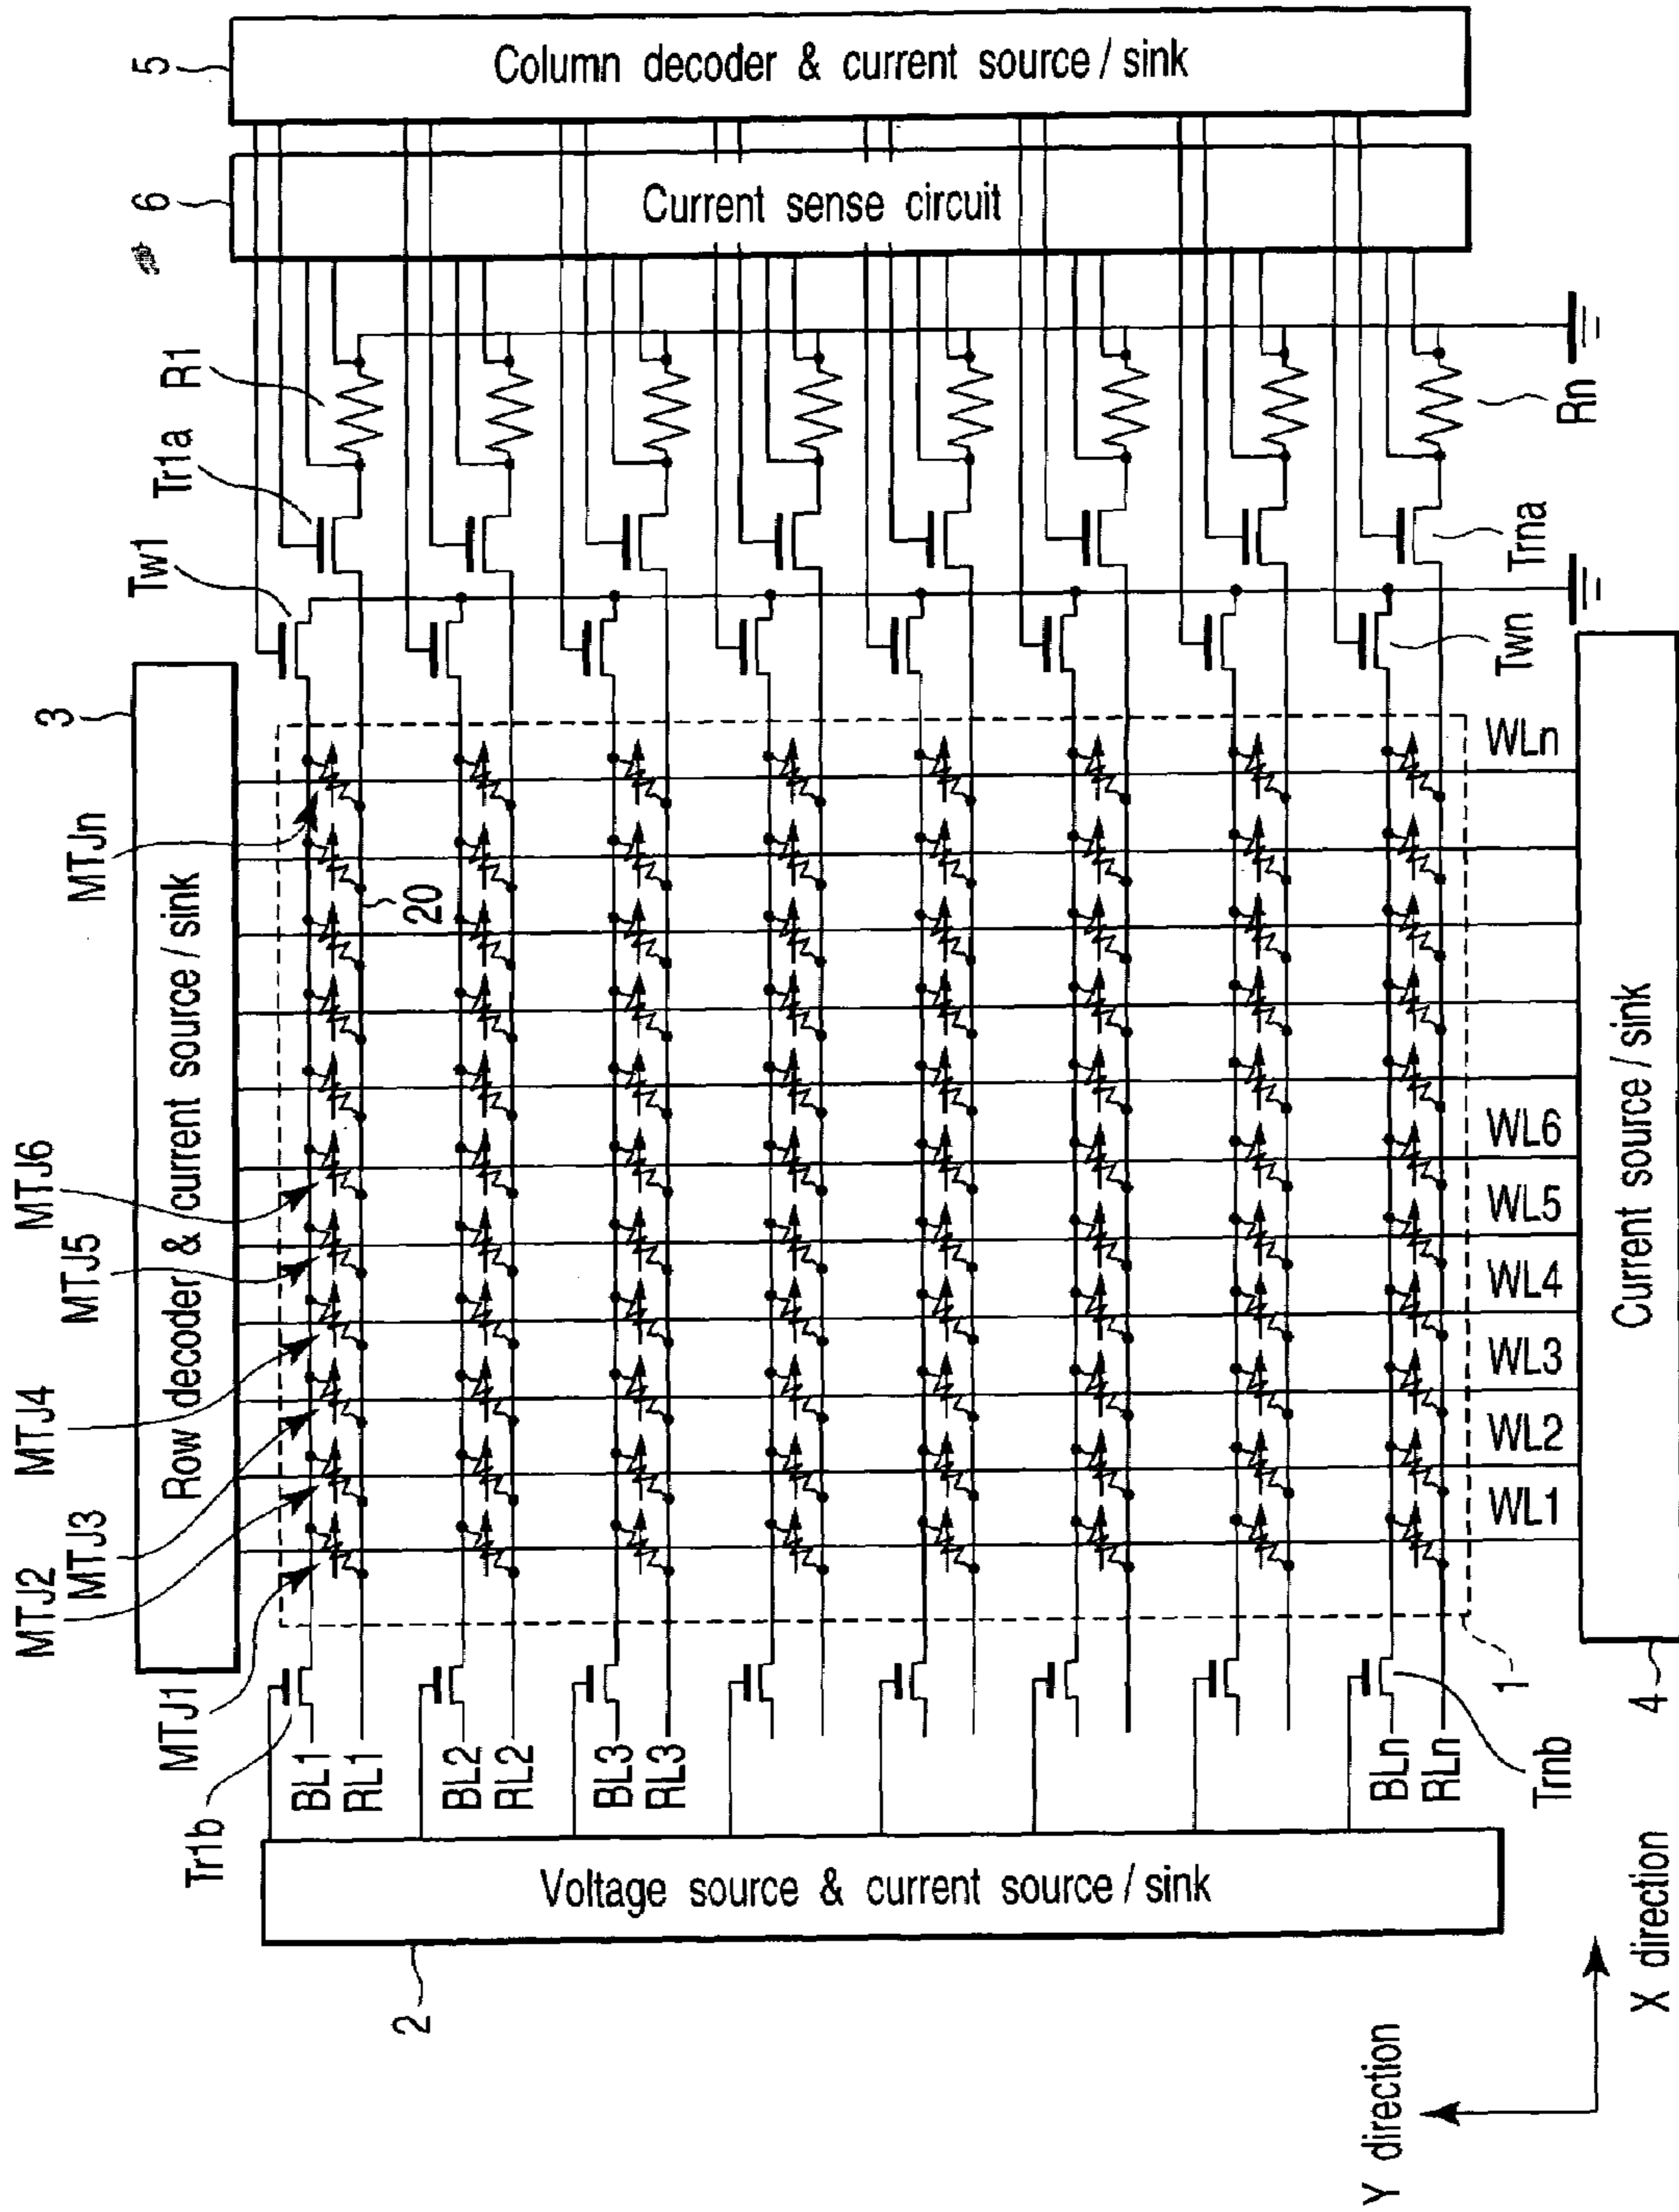 5
Column decoder & current source / sink
6
Current sense circuit
R1
Rn
Tr1a
Tw1
Trna
Twn
3
Row decoder & current source / sink
MTJn
20
MTJ6
MTJ5
MTJ4
MTJ3
MTJ2
MTJ1
WLn
WL6
WL5
WL4
WL3
WL2
WL1
Current source / sink
4
1
Tr1b
BL1
RL1
BL2
RL2
BL3
RL3
BLn
RLn
Trnb
Voltage source & current source / sink
2
X direction
Y direction